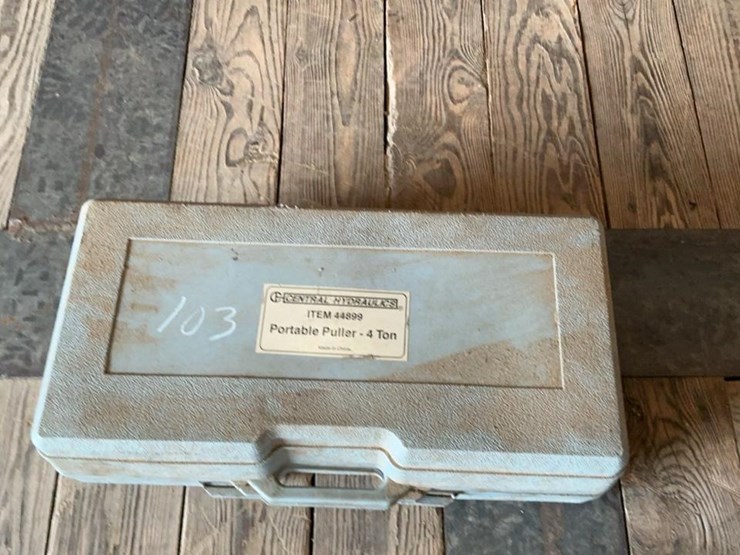 103
CENTRAL HYDRAULICS
ITEM 44899
Portable Puller - 4 Ton
Made in China